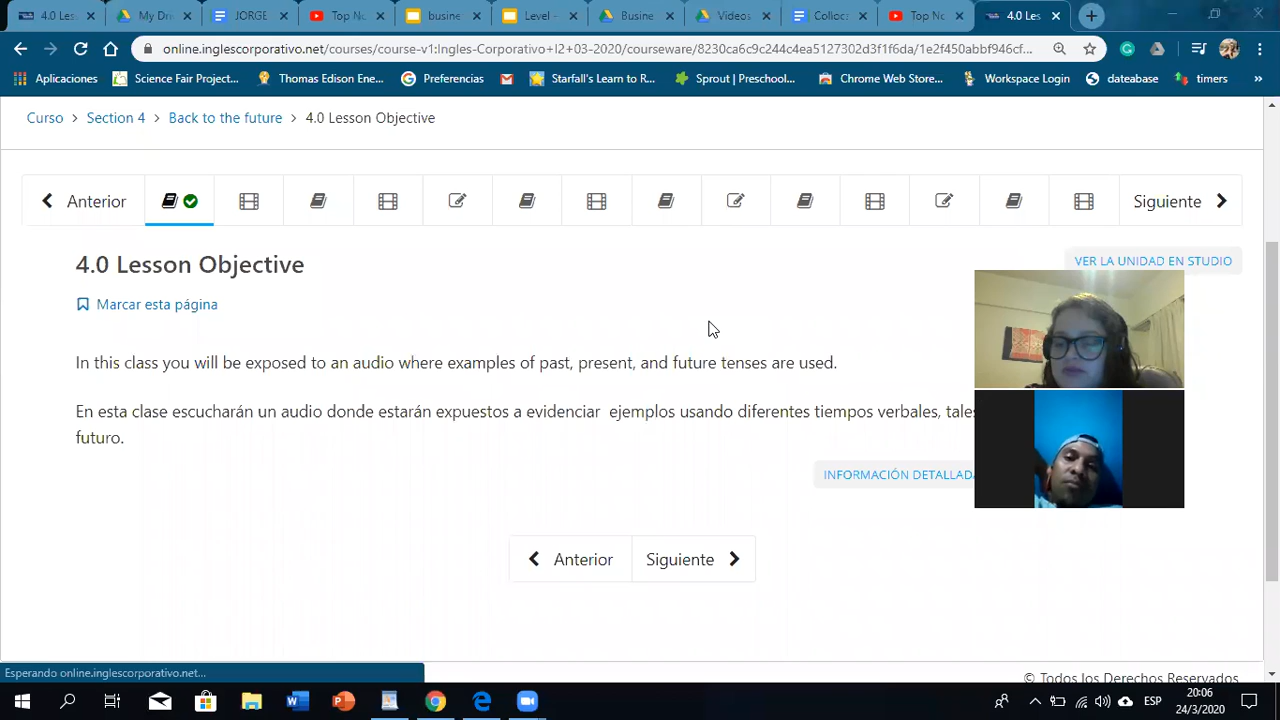 4.0 Les
My Dri
JORGE
Top No
busine
Level -
Busine
Videos
Colloca
Top No
4.0 Les
online.inglescorporativo.net/courses/course-v1:Ingles-Corporativo+I2+03-2020/courseware/8230ca6c9c244c4ea5127302d3f1f6da/1e2f450abbf946cf...
Aplicaciones
Science Fair Project...
Thomas Edison Ene...
Preferencias
Starfall's Learn to R...
Sprout | Preschool...
Chrome Web Store...
Workspace Login
dateabase
timers
»
Curso > Section 4 > Back to the future > 4.0 Lesson Objective
Anterior
Siguiente
4.0 Lesson Objective
VER LA UNIDAD EN STUDIO
Marcar esta página
In this class you will be exposed to an audio where examples of past, present, and future tenses are used.
En esta clase escucharán un audio donde estarán expuestos a evidenciar ejemplos usando diferentes tiempos verbales, tales
futuro.
INFORMACIÓN DETALLADA
Anterior
Siguiente
Esperando online.inglescorporativo.net...
© Todos los Derechos Reservados
ESP
20:06
24/3/2020